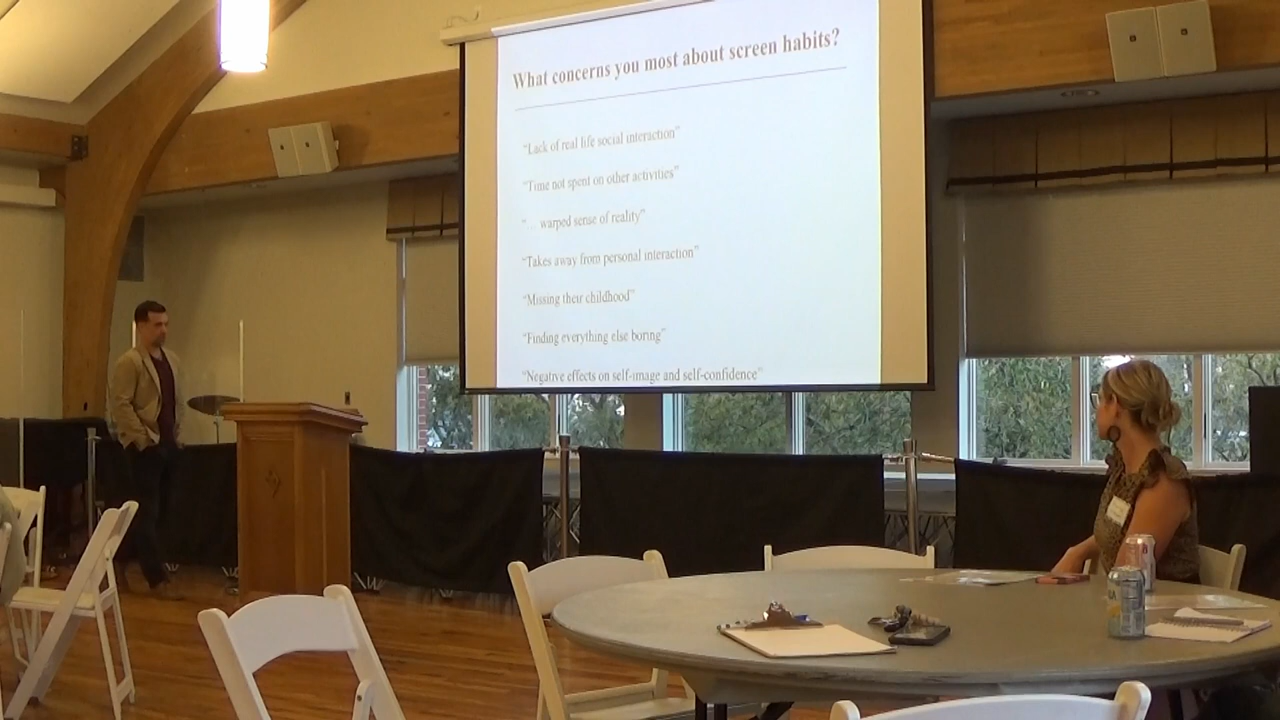 What concerns you most about screen habits?
"Lack of real life social interaction"
"Time not spent on other activities"
"... warped sense of reality"
"Takes away from personal interaction"
"Missing their childhood"
"Finding everything else boring"
"Negative effects on self-image and self-confidence"